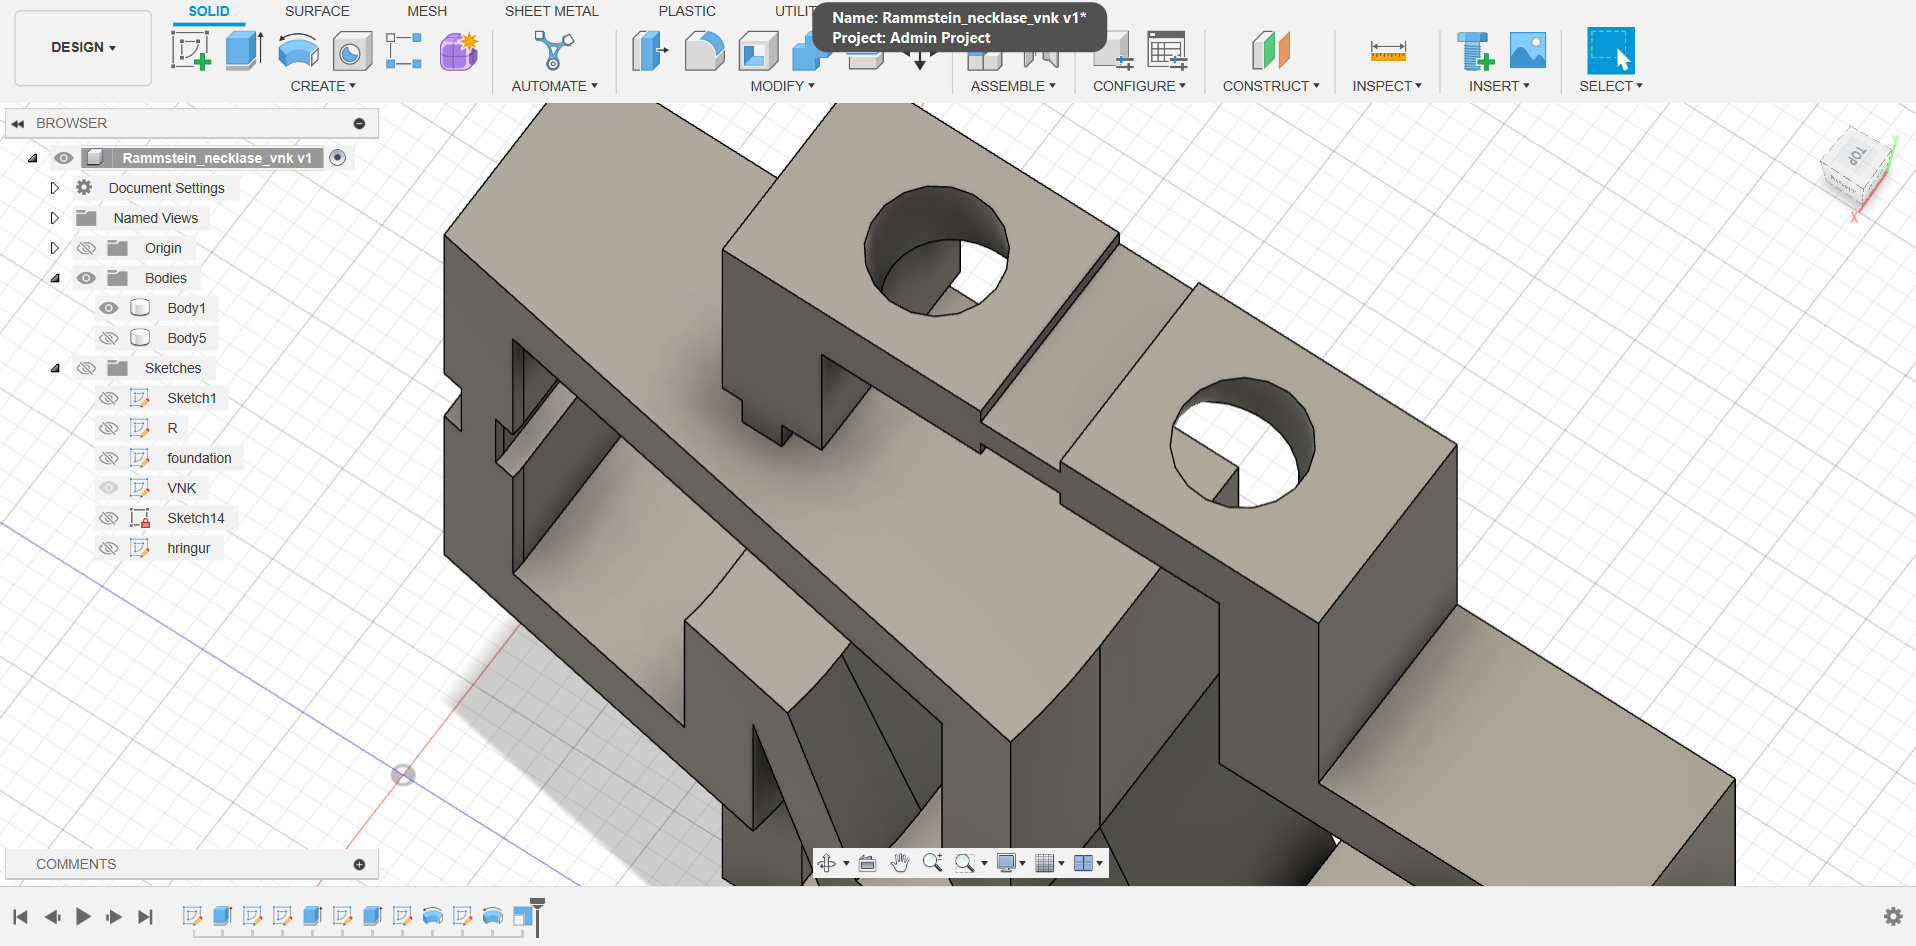 DESIGN
SOLID
SURFACE
MESH
SHEET METAL
PLASTIC
UTILIT
Name: Rammstein_necklase_vnk v1*
Project: Admin Project
CREATE
AUTOMATE
MODIFY
ASSEMBLE
CONFIGURE
CONSTRUCT
INSPECT
INSERT
SELECT
BROWSER
Rammstein_necklase_vnk v1
Document Settings
Named Views
Origin
Bodies
Body1
Body5
Sketches
Sketch1
R
foundation
VNK
Sketch14
hringur
TOP
Y
X
COMMENTS